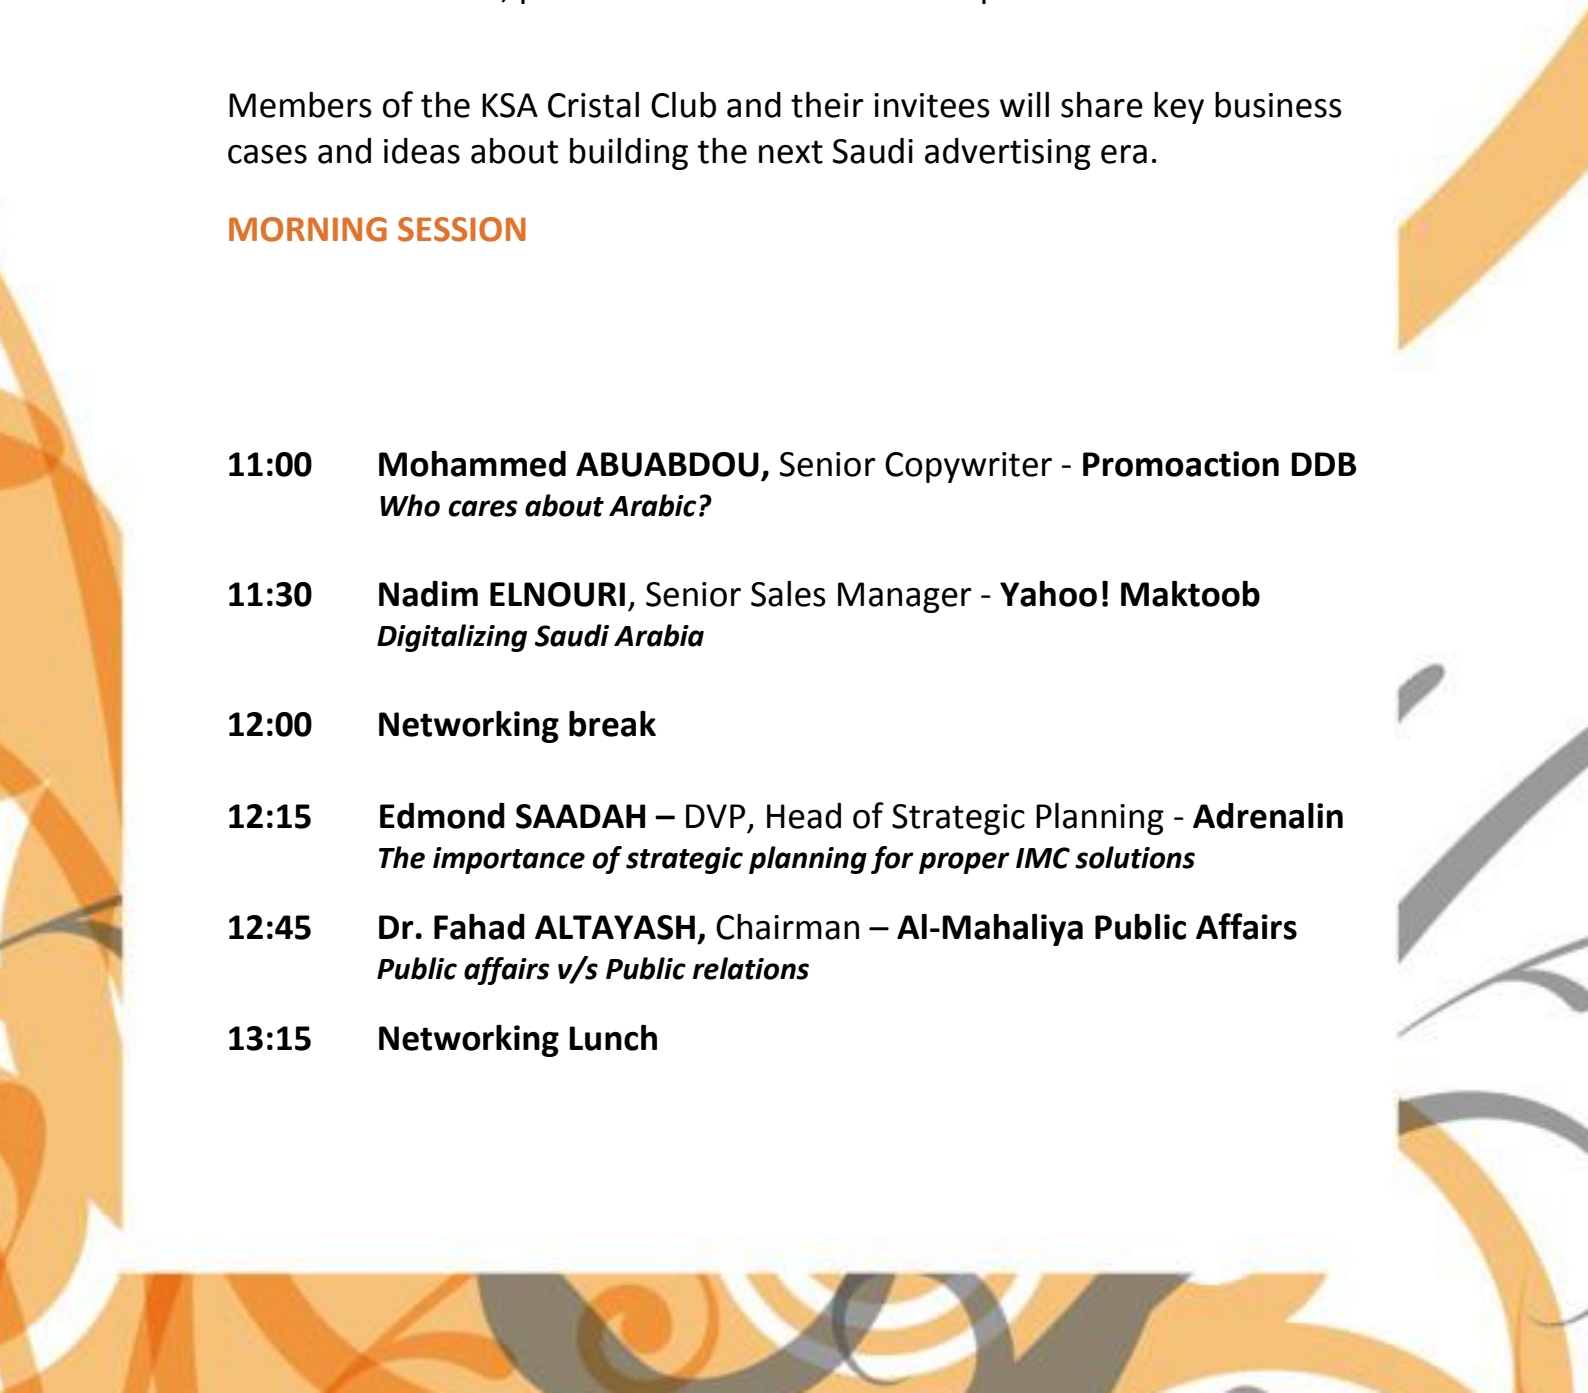 Members of the KSA Cristal Club and their invitees will share key business
cases and ideas about building the next Saudi advertising era.
MORNING SESSION
11:00 Mohammed ABUABDOU, Senior Copywriter - Promoaction DDB
Who cares about Arabic?
11:30 Nadim ELNOURI, Senior Sales Manager - Yahoo! Maktoob
Digitalizing Saudi Arabia
12:00 Networking break
12:15 Edmond SAADAH – DVP, Head of Strategic Planning - Adrenalin
The importance of strategic planning for proper IMC solutions
12:45 Dr. Fahad ALTAYASH, Chairman – Al-Mahaliya Public Affairs
Public affairs v/s Public relations
13:15 Networking Lunch